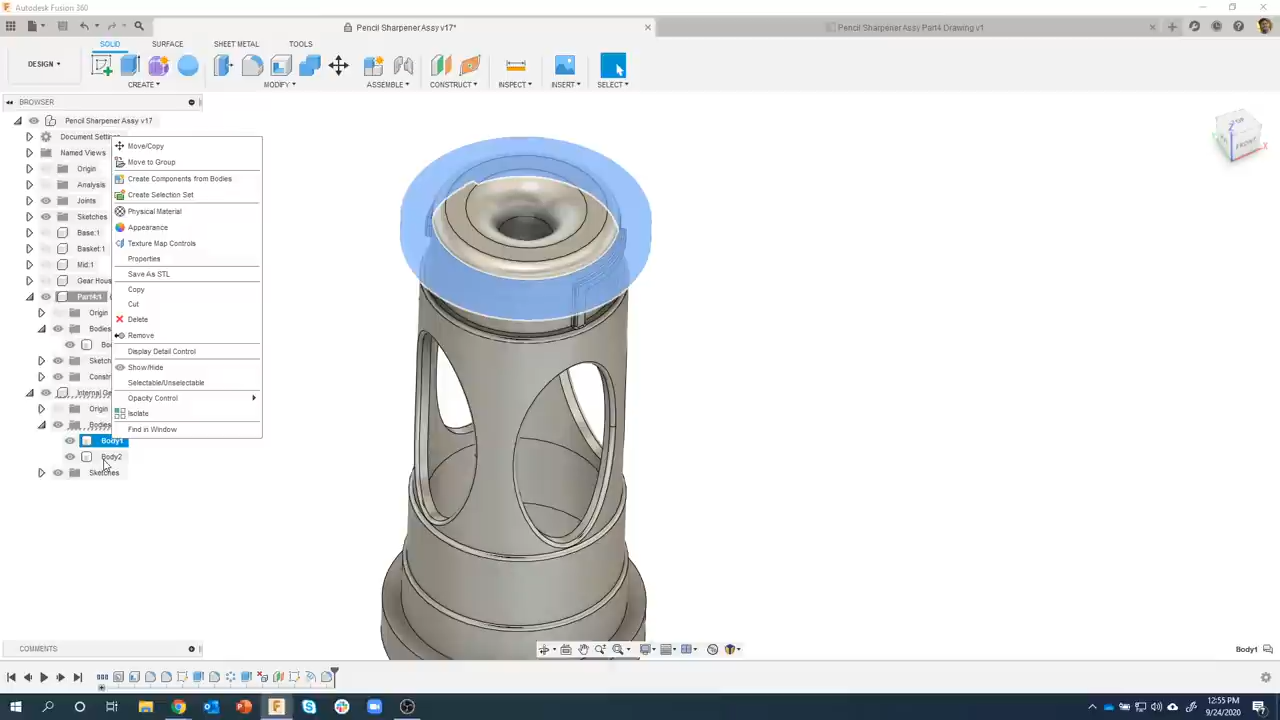 Autodesk Fusion 360
Pencil Sharpener Assy v17*
Pencil Sharpener Assy Part4 Drawing v1
SOLID
SURFACE
SHEET METAL
TOOLS
DESIGN
CREATE
MODIFY
ASSEMBLE
CONSTRUCT
INSPECT
INSERT
SELECT
BROWSER
Pencil Sharpener Assy v17
Document Settings
Named Views
Origin
Analysis
Joints
Sketches
Base:1
Basket:1
Mid:1
Gear Hou
Part4:1
Origin
Bodies
Bo
Sketch
Constr
Internal Ge
Origin
Bodies
Body1
Body2
Sketches
Move/Copy
Move to Group
Create Components from Bodies
Create Selection Set
Physical Material
Appearance
Texture Map Controls
Properties
Save As STL
Copy
Cut
Delete
Remove
Display Detail Control
Show/Hide
Selectable/Unselectable
Opacity Control
Isolate
Find in Window
TOP
FRONT
Z
X
COMMENTS
Body1
12:55 PM
9/24/2020